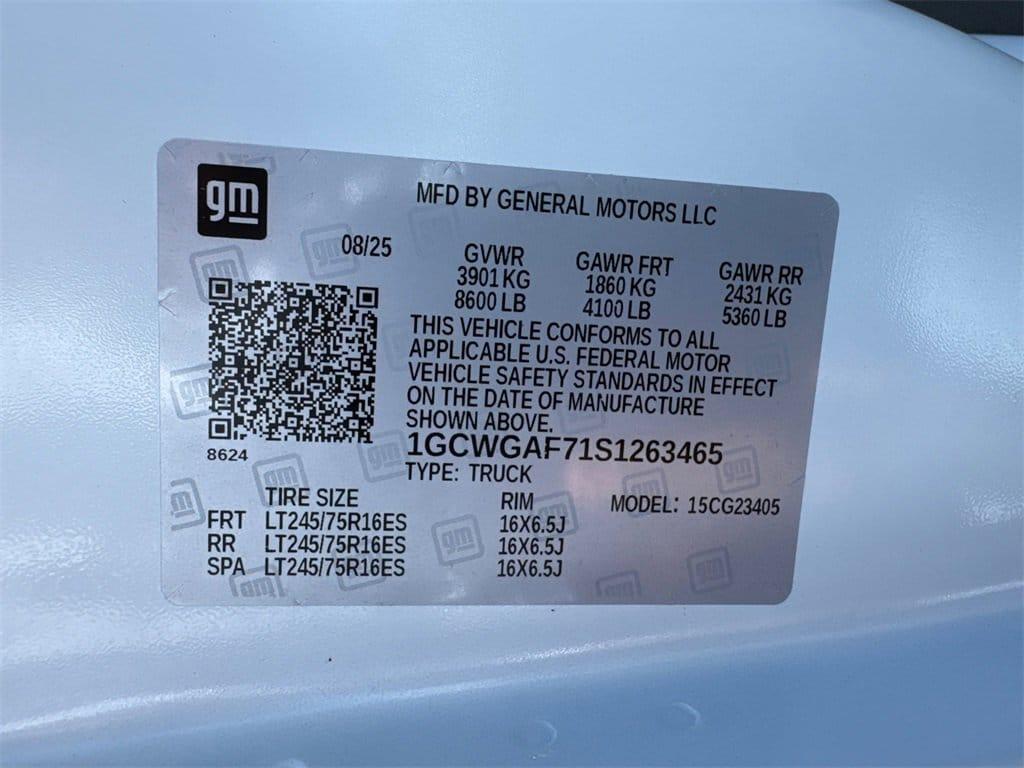 gm
MFD BY GENERAL MOTORS LLC
08/25
GVWR GAWR FRT GAWR RR
3901 KG 1860 KG 2431 KG
8600 LB 4100 LB 5360 LB
THIS VEHICLE CONFORMS TO ALL
APPLICABLE U.S. FEDERAL MOTOR
VEHICLE SAFETY STANDARDS IN EFFECT
ON THE DATE OF MANUFACTURE
SHOWN ABOVE.
8624
1GCWGAF71S1263465
TYPE: TRUCK
TIRE SIZE RIM MODEL: 15CG23405
FRT LT245/75R16ES 16X6.5J
RR LT245/75R16ES 16X6.5J
SPA LT245/75R16ES 16X6.5J